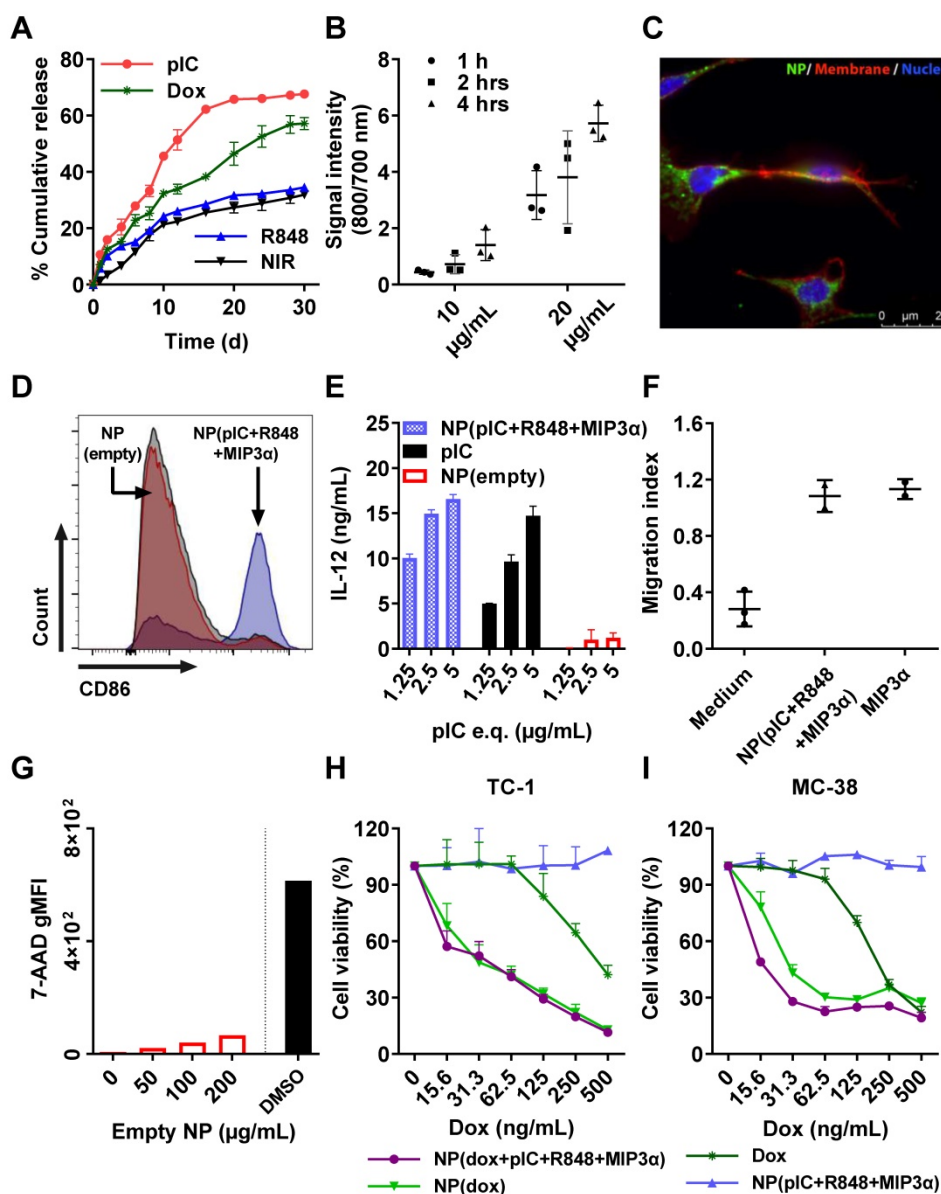 A
% Cumulative release
80
60
40
20
0
pIC
Dox
R848
NIR
0
10
20
30
Time (d)
B
Signal intensity
(800/700 nm)
8
6
4
2
0
1 h
2 hrs
4 hrs
10
µg/mL
20
µg/mL
C
NP/ Membrane / Nucle
0 µm 2
D
NP
(empty)
NP(pIC+R848
+MIP3α)
Count
CD86
E
IL-12 (ng/mL)
25
20
15
10
5
0
NP(pIC+R848+MIP3α)
pIC
NP(empty)
1.25
2.5
5
1.25
2.5
5
1.25
2.5
5
pIC e.q. (µg/mL)
F
Migration index
1.6
1.2
0.8
0.4
0.0
Medium
NP(pIC+R848
+MIP3α)
MIP3α
G
7-AAD gMFI
8×10²
4×10²
0
0
50
100
200
DMSO
Empty NP (µg/mL)
H
TC-1
Cell viability (%)
120
90
60
30
0
0
15.6
31.3
62.5
125
250
500
Dox (ng/mL)
I
MC-38
Cell viability (%)
120
90
60
30
0
0
15.6
31.3
62.5
125
250
500
Dox (ng/mL)
NP(dox+pIC+R848+MIP3α)
NP(dox)
Dox
NP(pIC+R848+MIP3α)